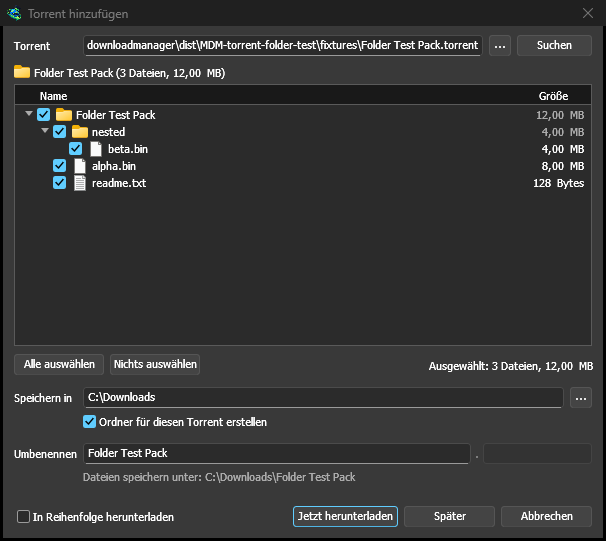 Torrent hinzufügen
Torrent downloadmanager\dist\MDM-torrent-folder-test\fixtures\Folder Test Pack.torrent ... Suchen
Folder Test Pack (3 Dateien, 12,00 MB)
Name Größe
Folder Test Pack 12,00 MB
nested 4,00 MB
beta.bin 4,00 MB
alpha.bin 8,00 MB
readme.txt 128 Bytes
Alle auswählen Nichts auswählen Ausgewählt: 3 Dateien, 12,00 MB
Speichern in C:\Downloads ...
Ordner für diesen Torrent erstellen
Umbenennen Folder Test Pack .
Dateien speichern unter: C:\Downloads\Folder Test Pack
In Reihenfolge herunterladen Jetzt herunterladen Später Abbrechen